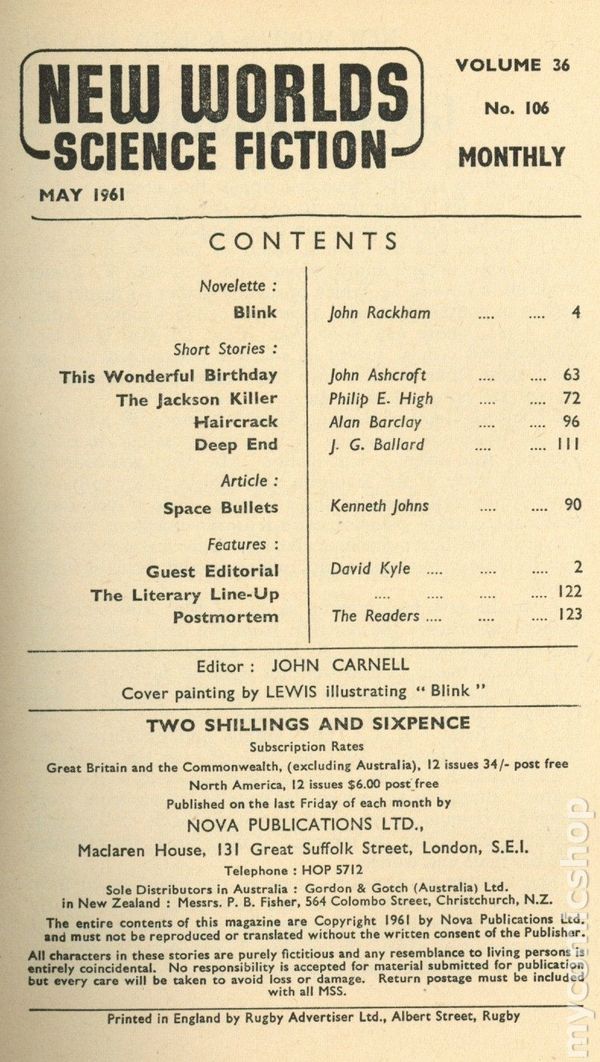 NEW WORLDS
SCIENCE FICTION
VOLUME 36
No. 106
MONTHLY
MAY 1961
CONTENTS
Novelette :
Blink John Rackham .... .... 4
Short Stories :
This Wonderful Birthday John Ashcroft .... .... 63
The Jackson Killer Philip E. High .... .... 72
Haircrack Alan Barclay .... .... 96
Deep End J. G. Ballard .... .... 111
Article :
Space Bullets Kenneth Johns .... .... 90
Features :
Guest Editorial David Kyle .... .... .... 2
The Literary Line-Up .... .... .... .... 122
Postmortem The Readers .... .... .... 123
Editor : JOHN CARNELL
Cover painting by LEWIS illustrating “ Blink ”
TWO SHILLINGS AND SIXPENCE
Subscription Rates
Great Britain and the Commonwealth, (excluding Australia), 12 issues 34/- post free
North America, 12 issues $6.00 post free
Published on the last Friday of each month by
NOVA PUBLICATIONS LTD.,
Maclaren House, 131 Great Suffolk Street, London, S.E.1.
Telephone : HOP 5712
Sole Distributors in Australia : Gordon & Gotch (Australia) Ltd.
in New Zealand : Messrs. P. B. Fisher, 564 Colombo Street, Christchurch, N.Z.
The entire contents of this magazine are Copyright 1961 by Nova Publications Ltd.
and must not be reproduced or translated without the written consent of the Publisher.
All characters in these stories are purely fictitious and any resemblance to living persons is
entirely coincidental. No responsibility is accepted for material submitted for publication
but every care will be taken to avoid loss or damage. Return postage must be included
with all MSS.
Printed in England by Rugby Advertiser Ltd., Albert Street, Rugby
mycomicshop